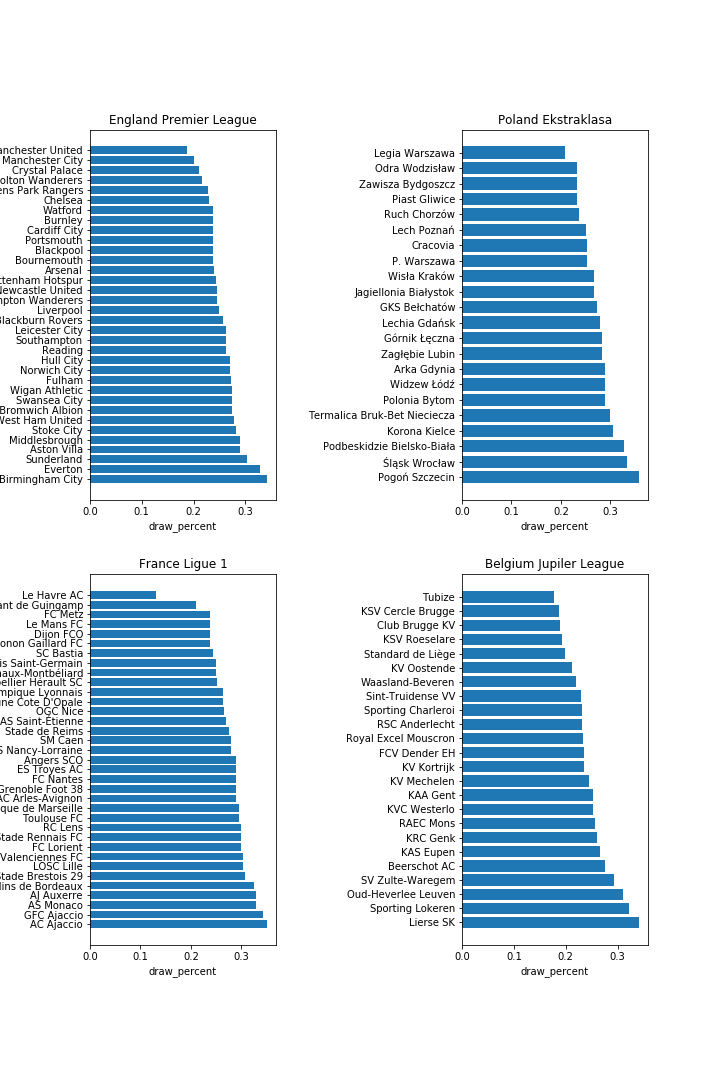 England Premier League
anchester United
Manchester City
Crystal Palace
olton Wanderers
ens Park Rangers
Chelsea
Watford
Burnley
Cardiff City
Portsmouth
Blackpool
Bournemouth
Arsenal
ttenham Hotspur
Newcastle United
mpton Wanderers
Liverpool
Blackburn Rovers
Leicester City
Southampton
Reading
Hull City
Norwich City
Fulham
Wigan Athletic
Swansea City
Bromwich Albion
West Ham United
Stoke City
Middlesbrough
Aston Villa
Sunderland
Everton
Birmingham City
0.0 0.1 0.2 0.3
draw_percent
Poland Ekstraklasa
Legia Warszawa
Odra Wodzisław
Zawisza Bydgoszcz
Piast Gliwice
Ruch Chorzów
Lech Poznań
Cracovia
P. Warszawa
Wisła Kraków
Jagiellonia Białystok
GKS Bełchatów
Lechia Gdańsk
Górnik Łęczna
Zagłębie Lubin
Arka Gdynia
Widzew Łódź
Polonia Bytom
Termalica Bruk-Bet Nieciecza
Korona Kielce
Podbeskidzie Bielsko-Biała
Śląsk Wrocław
Pogoń Szczecin
0.0 0.1 0.2 0.3
draw_percent
France Ligue 1
Le Havre AC
ant de Guingamp
FC Metz
Le Mans FC
Dijon FCO
onon Gaillard FC
SC Bastia
is Saint-Germain
haux-Montbéliard
pellier Hérault SC
mpique Lyonnais
gne Cote D'Opale
OGC Nice
AS Saint-Étienne
Stade de Reims
SM Caen
S Nancy-Lorraine
Angers SCO
ES Troyes AC
FC Nantes
Grenoble Foot 38
AC Arles-Avignon
ique de Marseille
Toulouse FC
RC Lens
Stade Rennais FC
FC Lorient
Valenciennes FC
LOSC Lille
Stade Brestois 29
dins de Bordeaux
AJ Auxerre
AS Monaco
GFC Ajaccio
AC Ajaccio
0.0 0.1 0.2 0.3
draw_percent
Belgium Jupiler League
Tubize
KSV Cercle Brugge
Club Brugge KV
KSV Roeselare
Standard de Liège
KV Oostende
Waasland-Beveren
Sint-Truidense VV
Sporting Charleroi
RSC Anderlecht
Royal Excel Mouscron
FCV Dender EH
KV Kortrijk
KV Mechelen
KAA Gent
KVC Westerlo
RAEC Mons
KRC Genk
KAS Eupen
Beerschot AC
SV Zulte-Waregem
Oud-Heverlee Leuven
Sporting Lokeren
Lierse SK
0.0 0.1 0.2 0.3
draw_percent